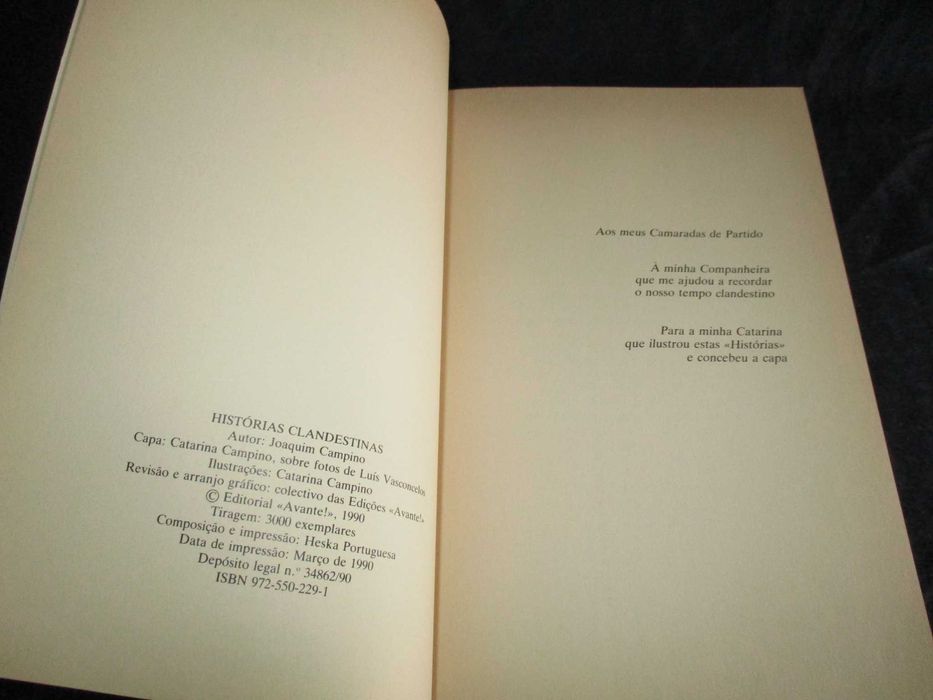 HISTÓRIAS CLANDESTINAS
Autor: Joaquim Campino
Capa: Catarina Campino, sobre fotos de Luís Vasconcelos
Ilustrações: Catarina Campino
Revisão e arranjo gráfico: colectivo das Edições «Avante!»
© Editorial «Avante!», 1990
Tiragem: 3000 exemplares
Composição e impressão: Heska Portuguesa
Data de impressão: Março de 1990
Depósito legal n.º 34862/90
ISBN 972-550-229-1
Aos meus Camaradas de Partido
À minha Companheira
que me ajudou a recordar
o nosso tempo clandestino
Para a minha Catarina
que ilustrou estas «Histórias»
e concebeu a capa